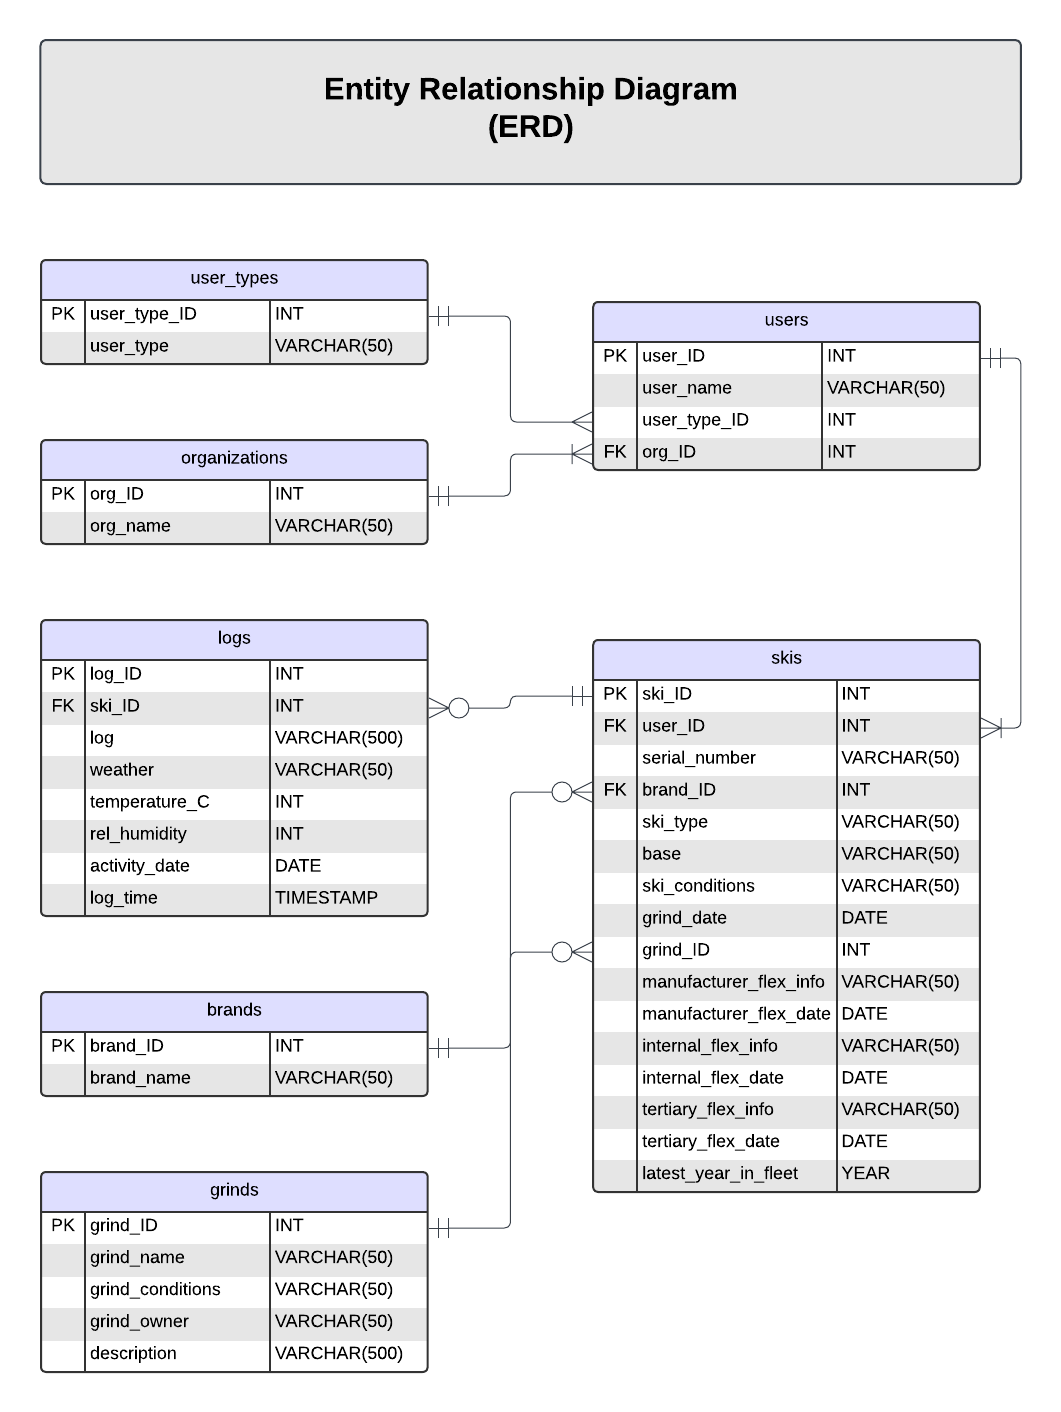 Entity Relationship Diagram
(ERD)
user_types
PK user_type_ID INT
user_type VARCHAR(50)
users
PK user_ID INT
user_name VARCHAR(50)
user_type_ID INT
FK org_ID INT
organizations
PK org_ID INT
org_name VARCHAR(50)
logs
PK log_ID INT
FK ski_ID INT
log VARCHAR(500)
weather VARCHAR(50)
temperature_C INT
rel_humidity INT
activity_date DATE
log_time TIMESTAMP
skis
PK ski_ID INT
FK user_ID INT
serial_number VARCHAR(50)
FK brand_ID INT
ski_type VARCHAR(50)
base VARCHAR(50)
ski_conditions VARCHAR(50)
grind_date DATE
grind_ID INT
manufacturer_flex_info VARCHAR(50)
manufacturer_flex_date DATE
internal_flex_info VARCHAR(50)
internal_flex_date DATE
tertiary_flex_info VARCHAR(50)
tertiary_flex_date DATE
latest_year_in_fleet YEAR
brands
PK brand_ID INT
brand_name VARCHAR(50)
grinds
PK grind_ID INT
grind_name VARCHAR(50)
grind_conditions VARCHAR(50)
grind_owner VARCHAR(50)
description VARCHAR(500)